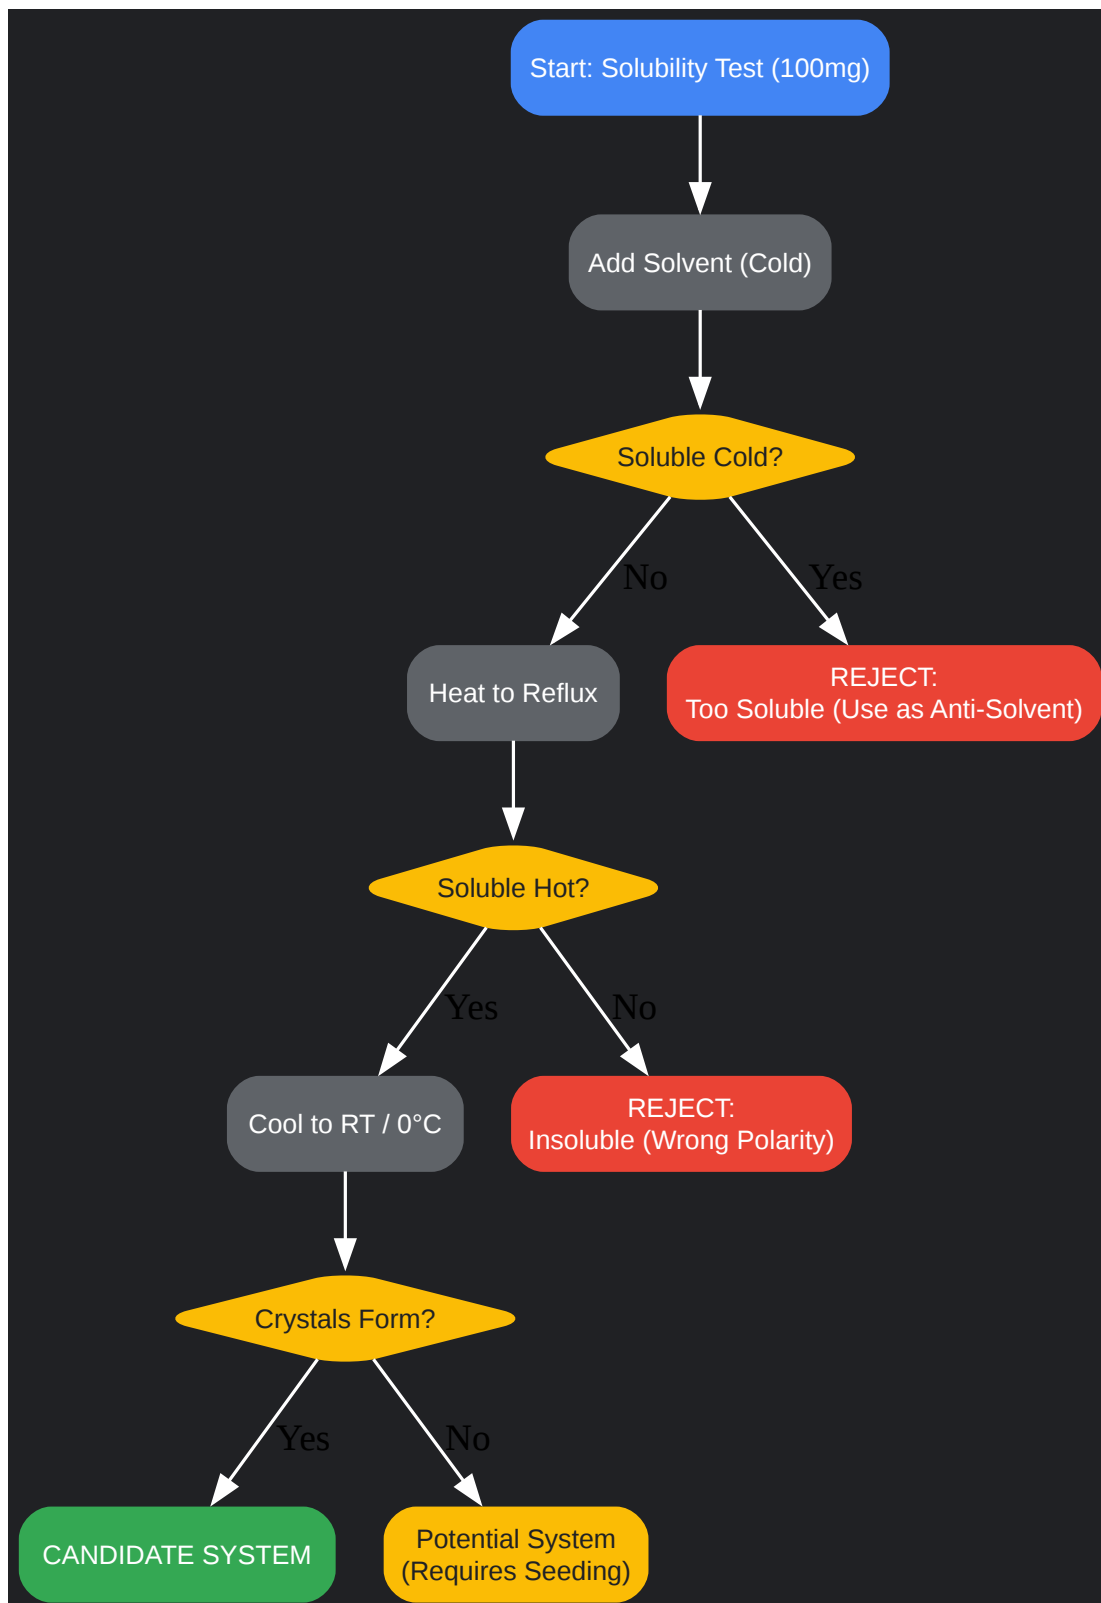 Start: Solubility Test (100mg)
Add Solvent (Cold)
Soluble Cold?
No
Yes
Heat to Reflux
REJECT:
Too Soluble (Use as Anti-Solvent)
Soluble Hot?
Yes
No
Cool to RT / 0°C
REJECT:
Insoluble (Wrong Polarity)
Crystals Form?
Yes
No
CANDIDATE SYSTEM
Potential System
(Requires Seeding)